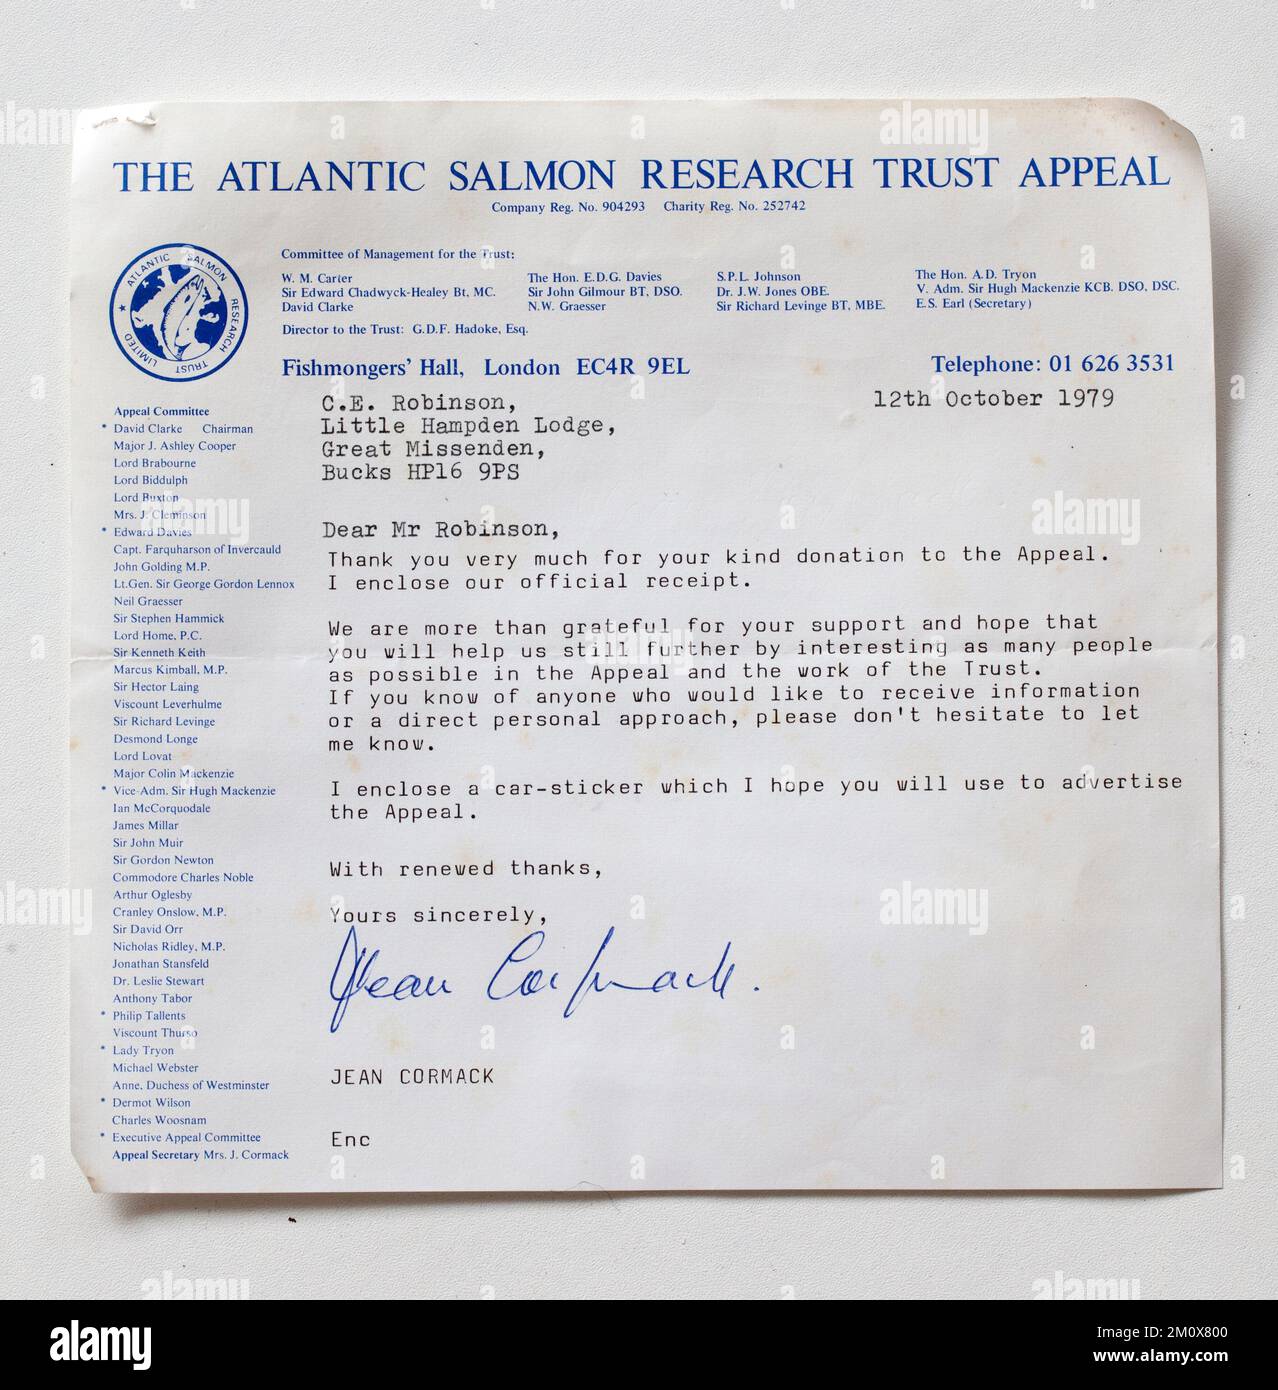 THE ATLANTIC SALMON RESEARCH TRUST APPEAL
Company Reg. No. 904293 Charity Reg. No. 252742
ATLANTIC SALMON RESEARCH TRUST LIMITED
Committee of Management for the Trust:
W. M. Carter
Sir Edward Chadwyck-Healey Bt, MC.
David Clarke
The Hon. E.D.G. Davies
Sir John Gilmour BT, DSO.
N.W. Graesser
S.P.L. Johnson
Dr. J.W. Jones OBE.
Sir Richard Levinge BT, MBE.
The Hon. A.D. Tryon
V. Adm. Sir Hugh Mackenzie KCB. DSO, DSC.
E.S. Earl (Secretary)
Director to the Trust: G.D.F. Hadoke, Esq.
Fishmongers' Hall, London EC4R 9EL
Telephone: 01 626 3531
Appeal Committee
* David Clarke Chairman
Major J. Ashley Cooper
Lord Brabourne
Lord Biddulph
Lord Buxton
Mrs. J. Cleminson
* Edward Davies
Capt. Farquharson of Invercauld
John Golding M.P.
Lt.Gen. Sir George Gordon Lennox
Neil Graesser
Sir Stephen Hammick
Lord Home, P.C.
Sir Kenneth Keith
Marcus Kimball, M.P.
Sir Hector Laing
Viscount Leverhulme
Sir Richard Levinge
Desmond Longe
Lord Lovat
Major Colin Mackenzie
* Vice-Adm. Sir Hugh Mackenzie
Ian McCorquodale
James Millar
Sir John Muir
Sir Gordon Newton
Commodore Charles Noble
Arthur Oglesby
Cranley Onslow, M.P.
Sir David Orr
Nicholas Ridley, M.P.
Jonathan Stansfeld
Dr. Leslie Stewart
Anthony Tabor
* Philip Tallents
Viscount Thurso
* Lady Tryon
Michael Webster
Anne, Duchess of Westminster
* Dermot Wilson
Charles Woosnam
* Executive Appeal Committee
Appeal Secretary Mrs. J. Cormack
12th October 1979
C.E. Robinson,
Little Hampden Lodge,
Great Missenden,
Bucks HP16 9PS
Dear Mr Robinson,
Thank you very much for your kind donation to the Appeal.
I enclose our official receipt.
We are more than grateful for your support and hope that
you will help us still further by interesting as many people
as possible in the Appeal and the work of the Trust.
If you know of anyone who would like to receive information
or a direct personal approach, please don't hesitate to let
me know.
I enclose a car-sticker which I hope you will use to advertise
the Appeal.
With renewed thanks,
Yours sincerely,
Jean Cormack.
JEAN CORMACK
Enc
alamy
Image ID: 2M0X800
www.alamy.com